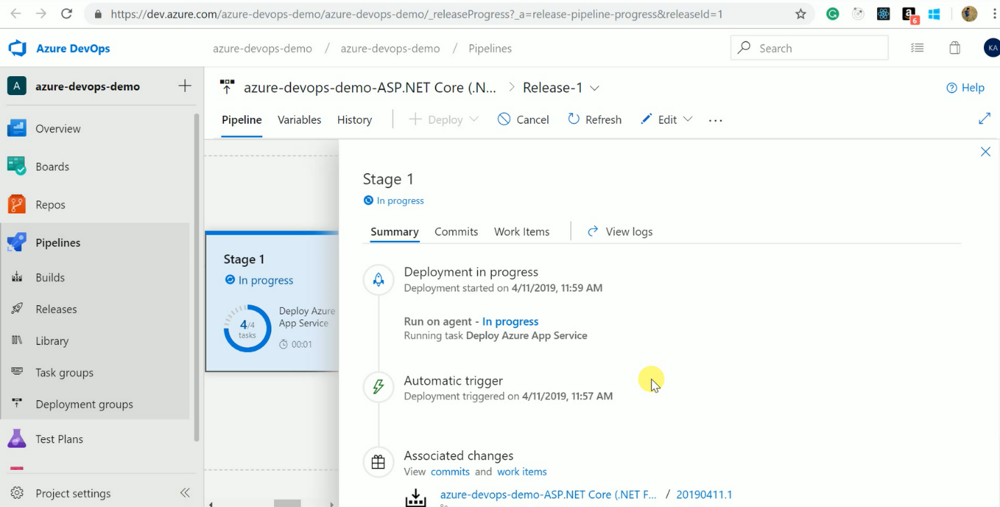 https://dev.azure.com/azure-devops-demo/azure-devops-demo/_releaseProgress?_a=release-pipeline-progress&releaseId=1
6
Azure DevOps
azure-devops-demo / azure-devops-demo / Pipelines
Search
KA
A azure-devops-demo
azure-devops-demo-ASP.NET Core (.N... > Release-1
Help
Pipeline Variables History Deploy Cancel Refresh Edit ...
Overview
Boards
Repos
Pipelines
Builds
Releases
Library
Task groups
Deployment groups
Test Plans
Project settings
Stage 1
In progress
4/4
tasks
Deploy Azure
App Service
00:01
Stage 1
In progress
Summary Commits Work Items View logs
Deployment in progress
Deployment started on 4/11/2019, 11:59 AM
Run on agent - In progress
Running task Deploy Azure App Service
Automatic trigger
Deployment triggered on 4/11/2019, 11:57 AM
Associated changes
View commits and work items
azure-devops-demo-ASP.NET Core (.NET F... / 20190411.1